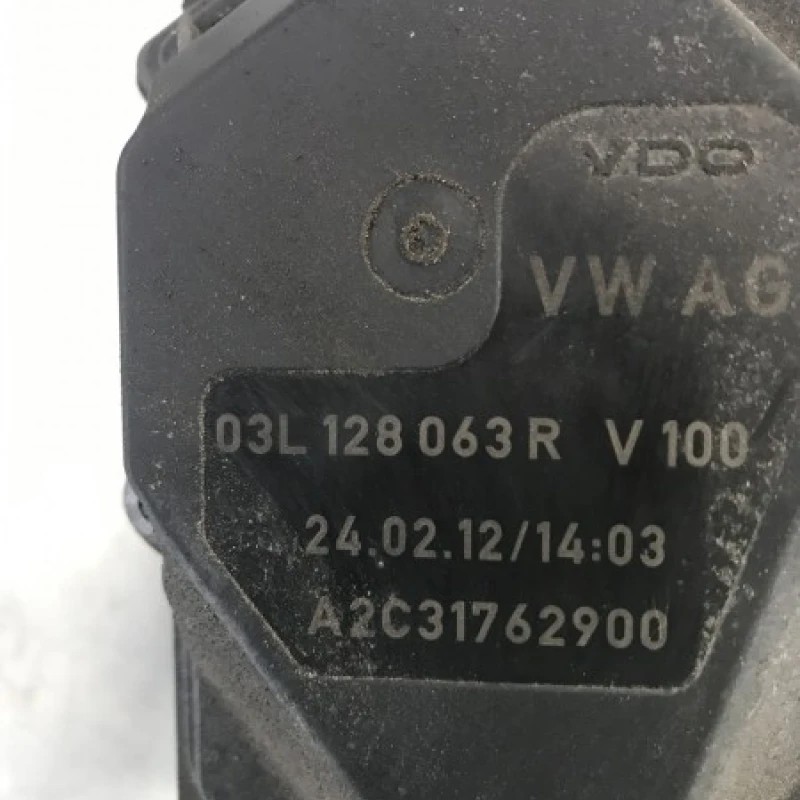 VDO
VW AG
03L 128 063 R V 100
24.02.12/14:03
A2C31762900